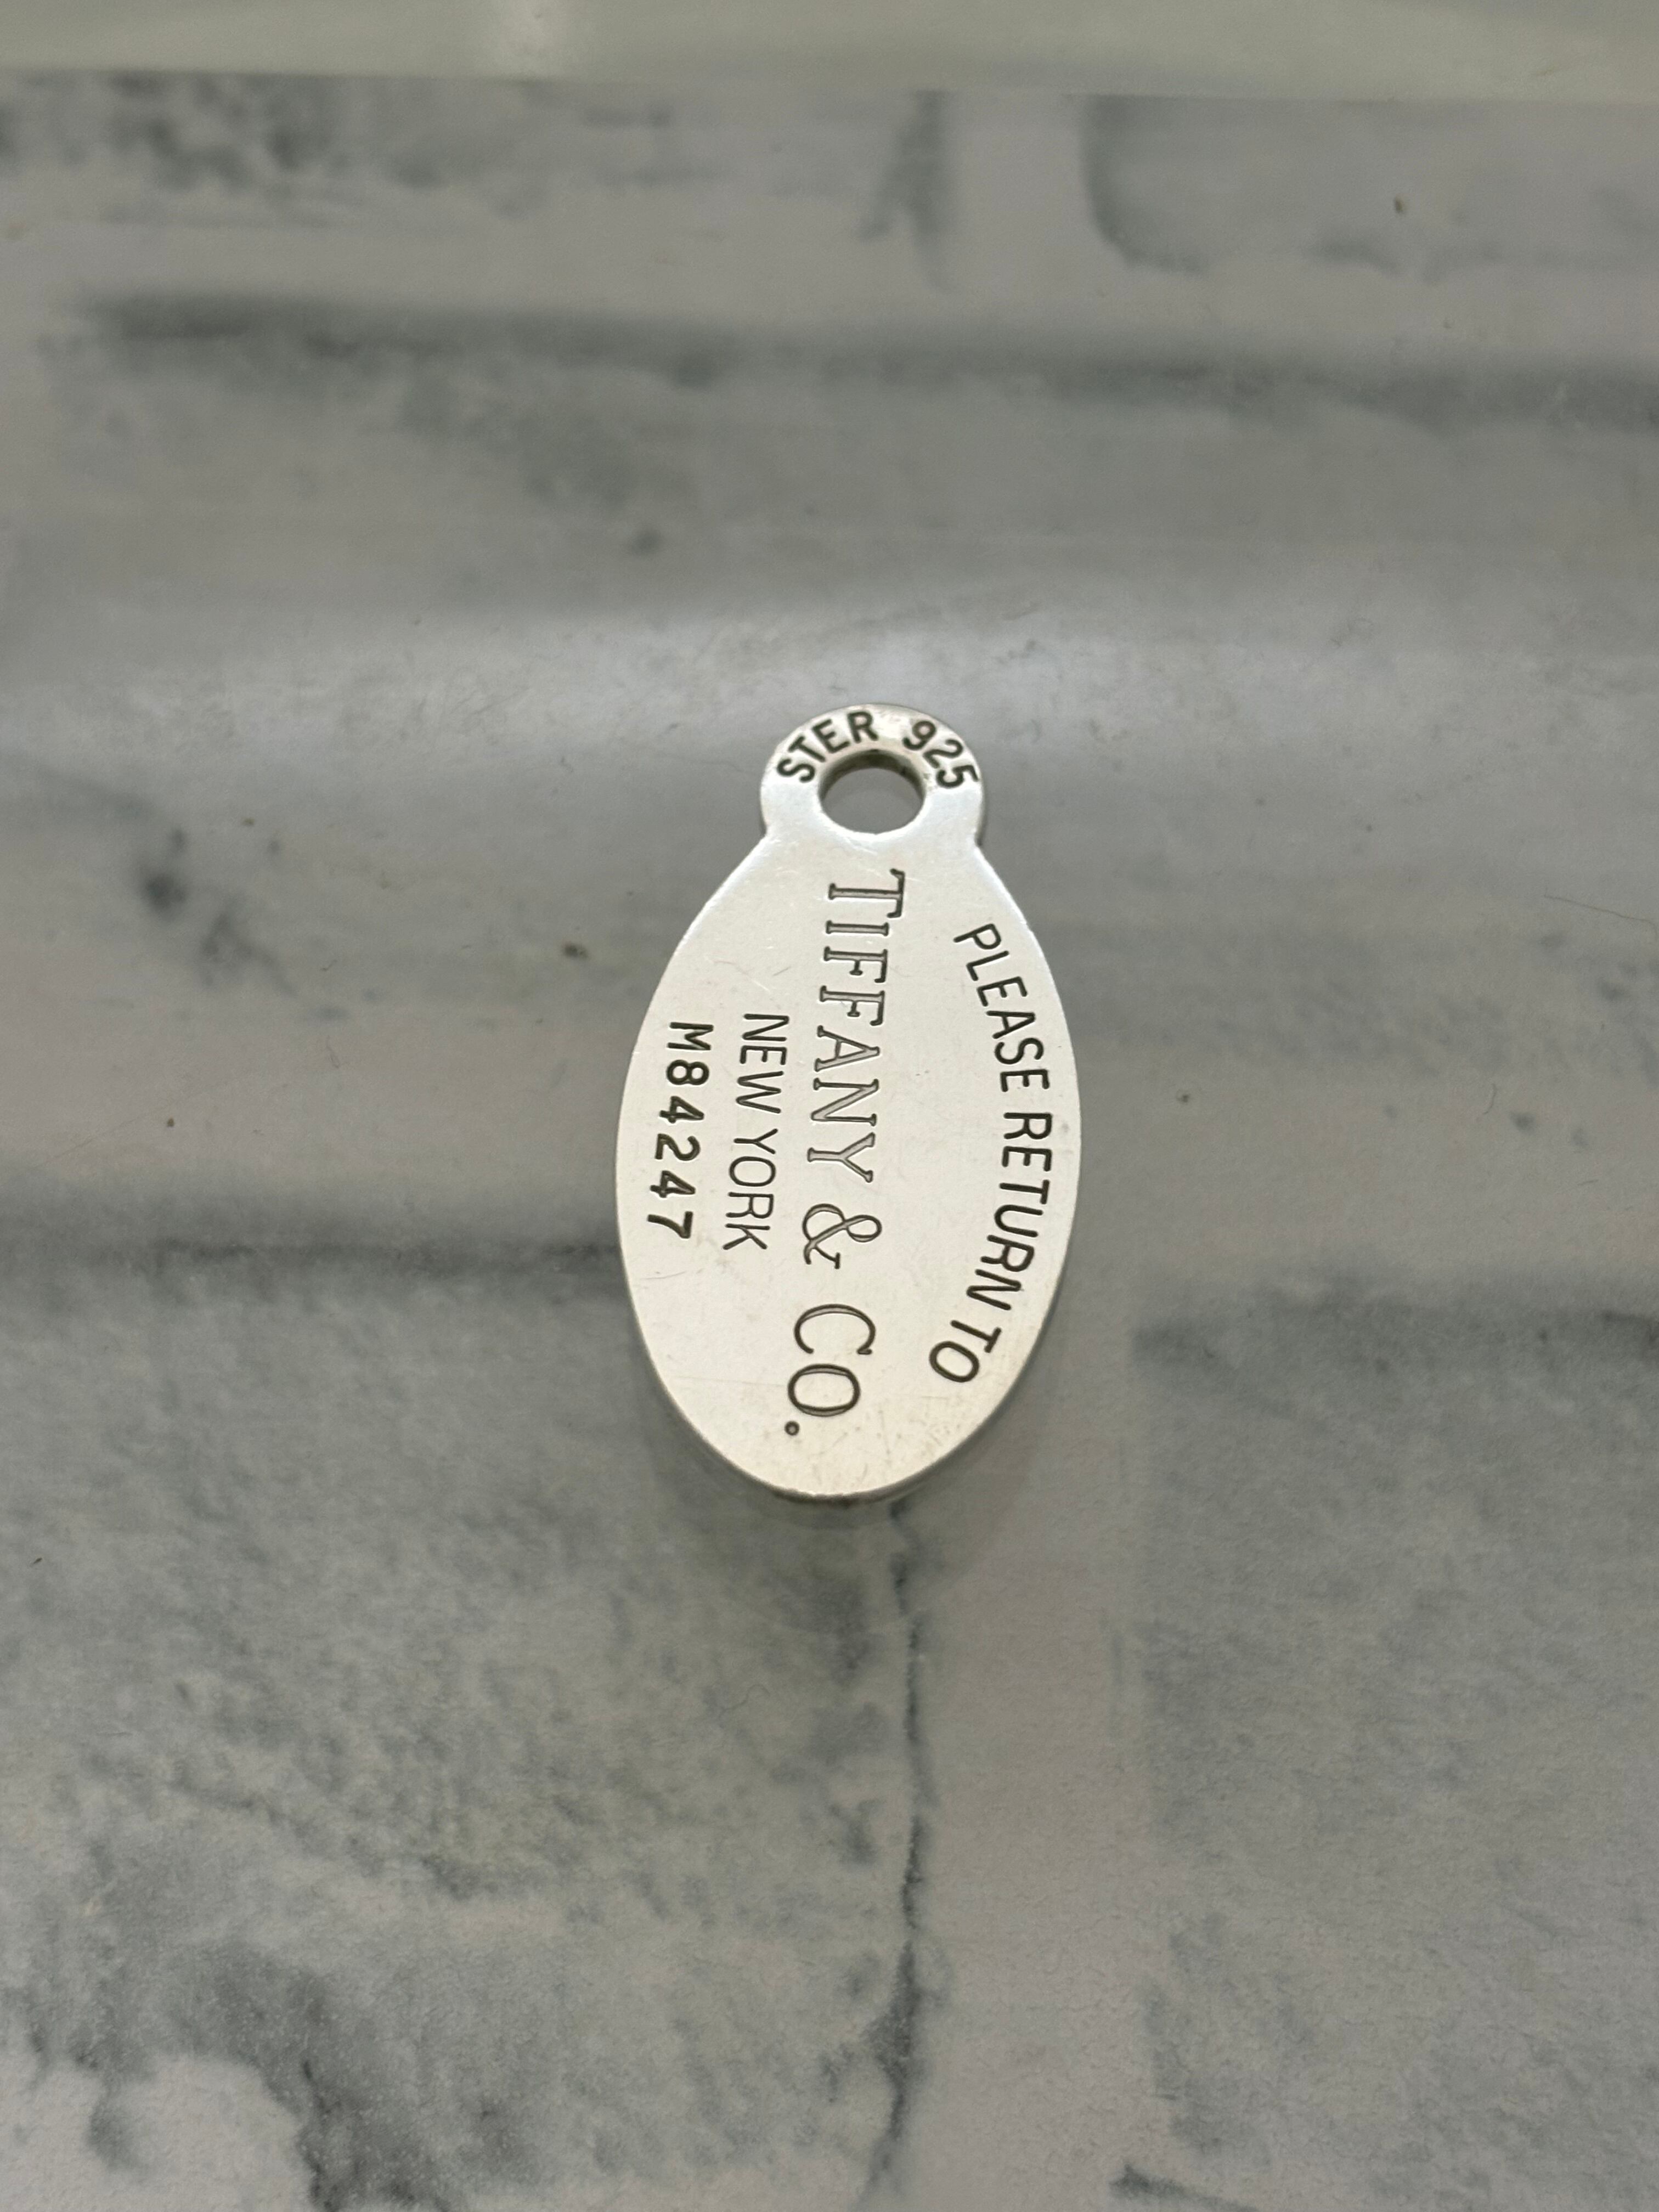 STER 925
PLEASE RETURN TO
TIFFANY & CO.
NEW YORK
M84247